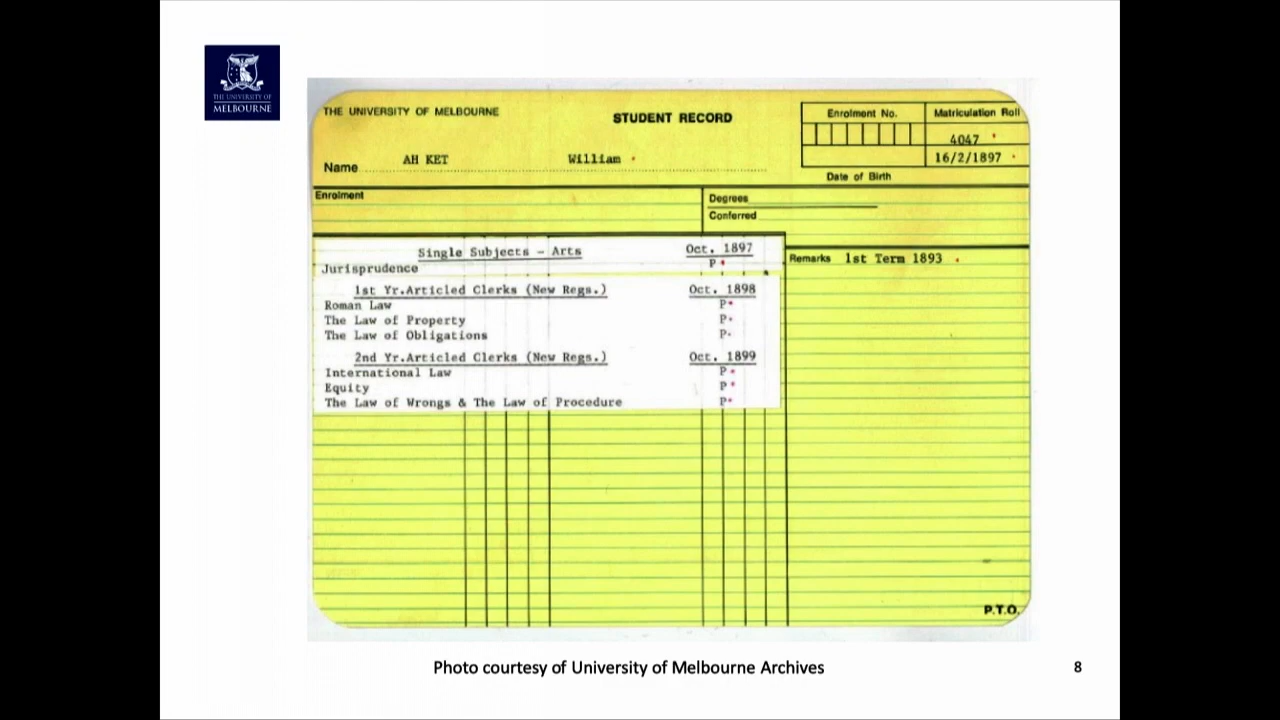 THE UNIVERSITY OF
MELBOURNE
THE UNIVERSITY OF MELBOURNE
STUDENT RECORD
Enrolment No.
Matriculation Roll
4047
16/2/1897
Name AH KET William
Date of Birth
Enrolment
Degrees
Conferred
Single Subjects - Arts Oct. 1897
Jurisprudence P
Remarks 1st Term 1893
1st Yr.Articled Clerks (New Regs.) Oct. 1898
Roman Law P
The Law of Property P
The Law of Obligations P
2nd Yr.Articled Clerks (New Regs.) Oct. 1899
International Law P
Equity P
The Law of Wrongs & The Law of Procedure P
P.T.O.
Photo courtesy of University of Melbourne Archives
8